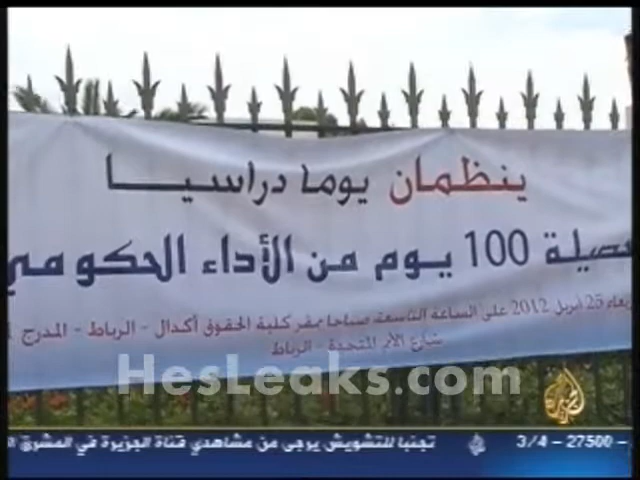 ينظمان يوما دراسيا
حصيلة 100 يوم من الأداء الحكومي
25 أبريل 2012 على الساعة التاسعة صباحا بمقر كلية الحقوق أكدال - الرباط - المدرج
شارع الأمم المتحدة - الرباط
HesLeaks.com
تجنبا للتشويش يرجى من مشاهدي قناة الجزيرة في المشرق
3/4 - 27500 -